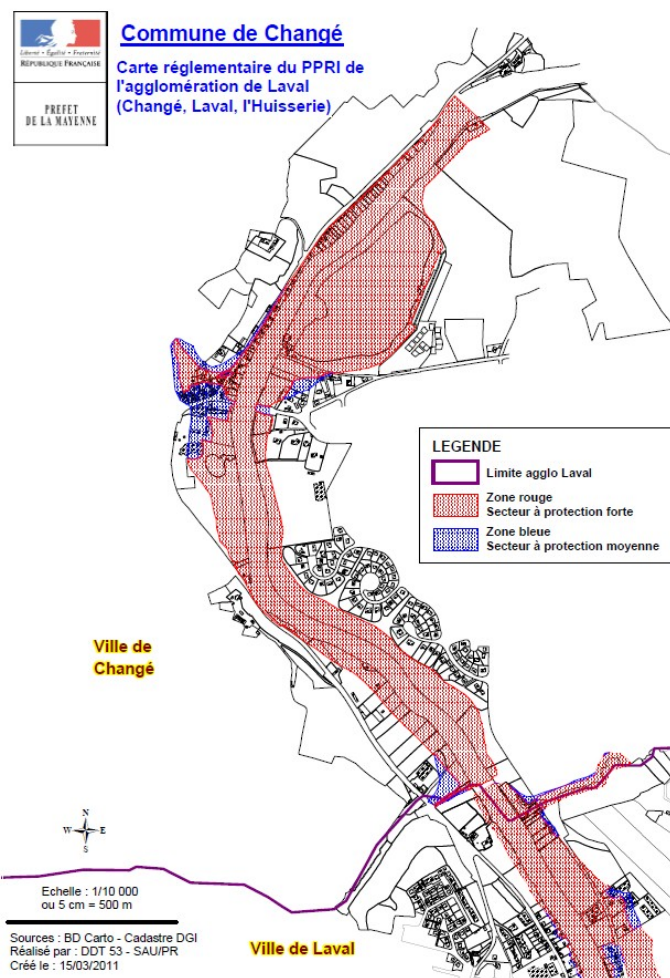 Liberté • Égalité • Fraternité
RÉPUBLIQUE FRANÇAISE
PREFET
DE LA MAYENNE
Commune de Changé
Carte réglementaire du PPRI de
l'agglomération de Laval
(Changé, Laval, l'Huisserie)
LEGENDE
Limite agglo Laval
Zone rouge
Secteur à protection forte
Zone bleue
Secteur à protection moyenne
Ville de
Changé
N
W E
S
Echelle : 1/10 000
ou 5 cm = 500 m
Sources : BD Carto - Cadastre DGI
Réalisé par : DDT 53 - SAU/PR
Créé le : 15/03/2011
Ville de Laval